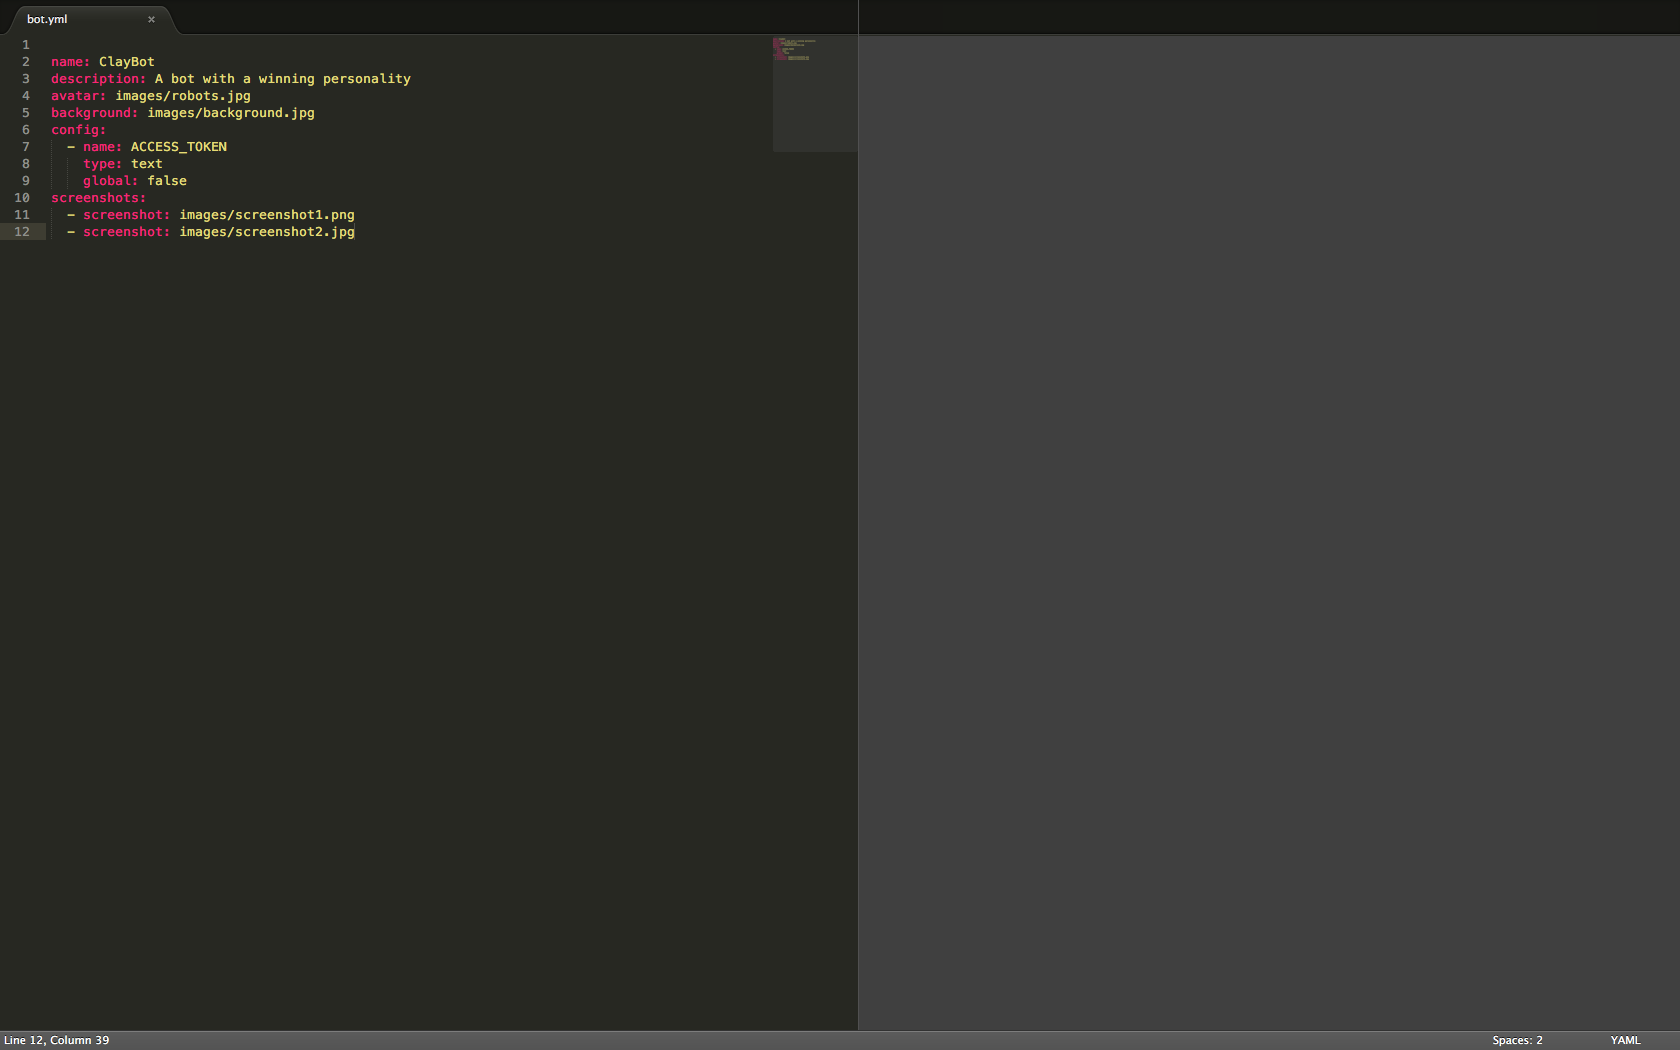 bot.yml ×
1
2 name: ClayBot
3 description: A bot with a winning personality
4 avatar: images/robots.jpg
5 background: images/background.jpg
6 config:
7   - name: ACCESS_TOKEN
8     type: text
9     global: false
10 screenshots:
11   - screenshot: images/screenshot1.png
12   - screenshot: images/screenshot2.jpg
Line 12, Column 39 Spaces: 2 YAML